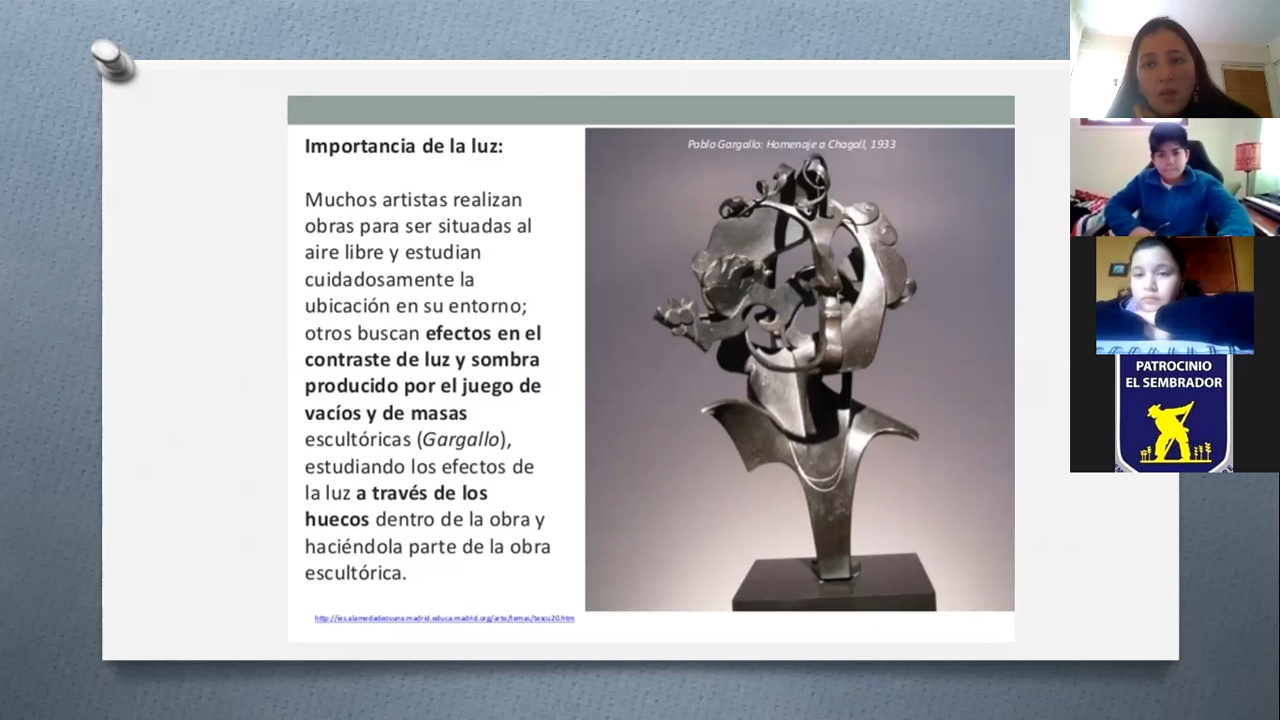 Importancia de la luz:
Muchos artistas realizan
obras para ser situadas al
aire libre y estudian
cuidadosamente la
ubicación en su entorno;
otros buscan efectos en el
contraste de luz y sombra
producido por el juego de
vacíos y de masas
escultóricas (Gargallo),
estudiando los efectos de
la luz a través de los
huecos dentro de la obra y
haciéndola parte de la obra
escultórica.
Pablo Gargallo: Homenaje a Chagall, 1933
PATROCINIO
EL SEMBRADOR